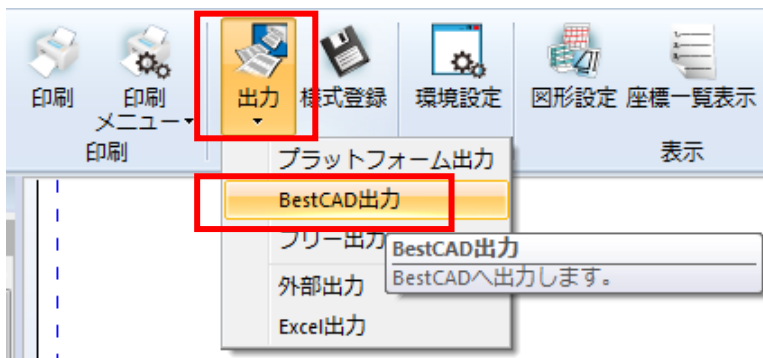 印刷
印刷
メニュー
出力
様式登録
環境設定
図形設定
座標一覧表示
印刷
表示
プラットフォーム出力
BestCAD出力
フリー出力
BestCAD出力
BestCADへ出力します。
外部出力
Excel出力